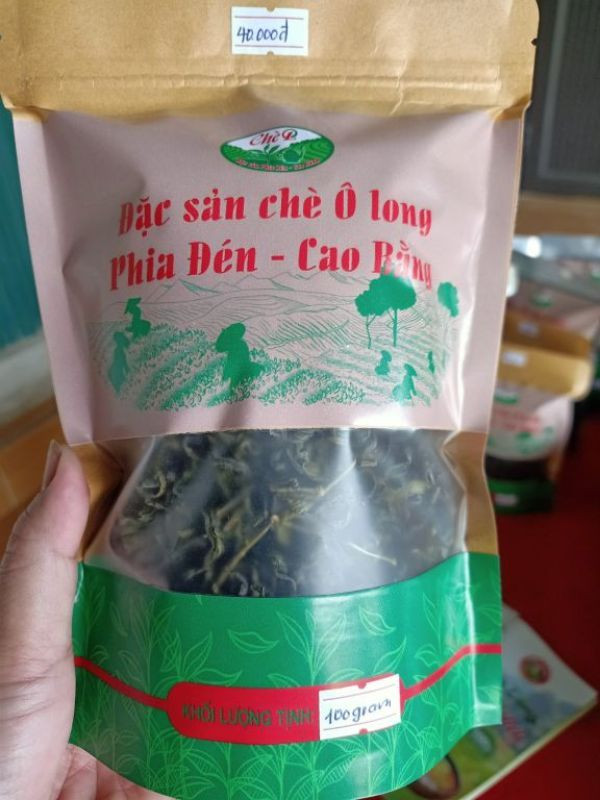 40.000đ
Chè P
Đặc sản chè Ô long
Phia Đén - Cao Bằng
KHỐI LƯỢNG TỊNH:
100gram